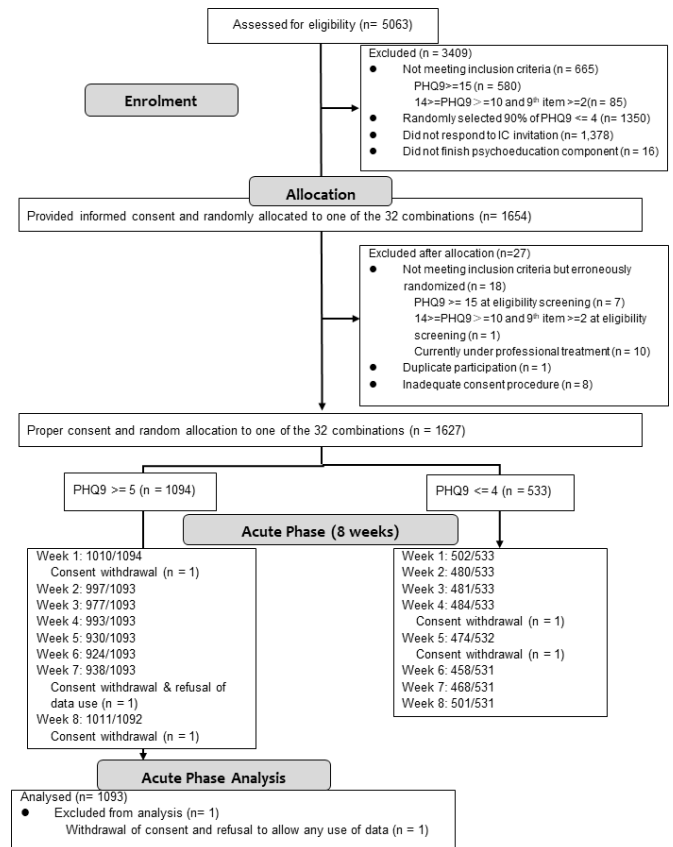 Assessed for eligibility (n= 5063)
Excluded (n = 3409)
● Not meeting inclusion criteria (n = 665)
PHQ9>=15 (n = 580)
14>=PHQ9＞=10 and 9th item >=2(n = 85)
● Randomly selected 90% of PHQ9 <= 4 (n= 1350)
● Did not respond to IC invitation (n = 1,378)
● Did not finish psychoeducation component (n = 16)
Enrolment
Allocation
Provided informed consent and randomly allocated to one of the 32 combinations (n= 1654)
Excluded after allocation (n=27)
● Not meeting inclusion criteria but erroneously
randomized (n = 18)
PHQ9 >= 15 at eligibility screening (n = 7)
14>=PHQ9＞=10 and 9th item >=2 at eligibility
screening (n = 1)
Currently under professional treatment (n = 10)
● Duplicate participation (n = 1)
● Inadequate consent procedure (n = 8)
Proper consent and random allocation to one of the 32 combinations (n = 1627)
PHQ9 >= 5 (n = 1094)
PHQ9 <= 4 (n = 533)
Acute Phase (8 weeks)
Week 1: 1010/1094
Consent withdrawal (n = 1)
Week 2: 997/1093
Week 3: 977/1093
Week 4: 993/1093
Week 5: 930/1093
Week 6: 924/1093
Week 7: 938/1093
Consent withdrawal & refusal of
data use (n = 1)
Week 8: 1011/1092
Consent withdrawal (n = 1)
Week 1: 502/533
Week 2: 480/533
Week 3: 481/533
Week 4: 484/533
Consent withdrawal (n = 1)
Week 5: 474/532
Consent withdrawal (n = 1)
Week 6: 458/531
Week 7: 468/531
Week 8: 501/531
Acute Phase Analysis
Analysed (n= 1093)
● Excluded from analysis (n= 1)
Withdrawal of consent and refusal to allow any use of data (n = 1)